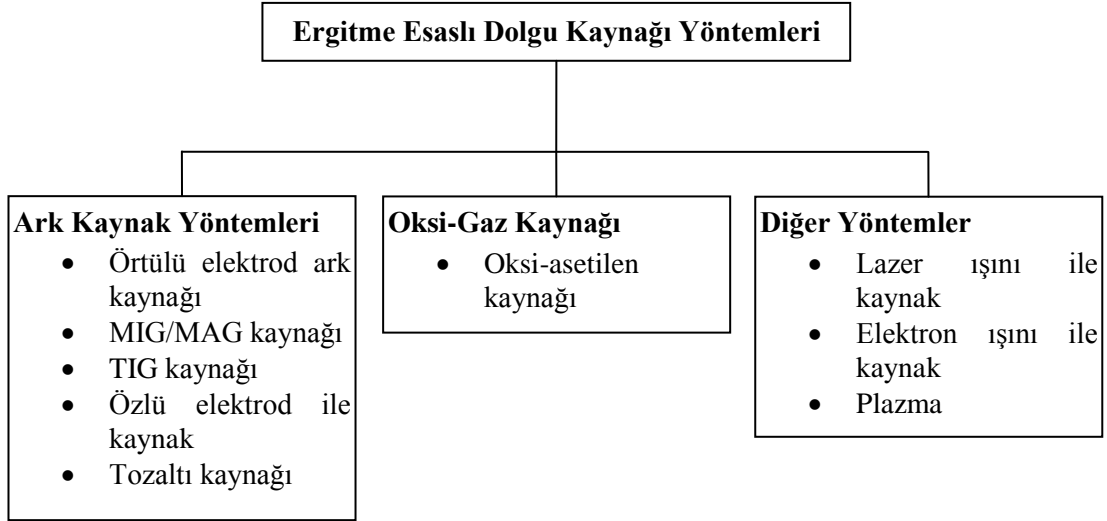 Ergitme Esaslı Dolgu Kaynağı Yöntemleri
Ark Kaynak Yöntemleri
• Örtülü elektrod ark
kaynağı
• MIG/MAG kaynağı
• TIG kaynağı
• Özlü elektrod ile
kaynak
• Tozaltı kaynağı
Oksi-Gaz Kaynağı
• Oksi-asetilen
kaynağı
Diğer Yöntemler
• Lazer ışını ile
kaynak
• Elektron ışını ile
kaynak
• Plazma